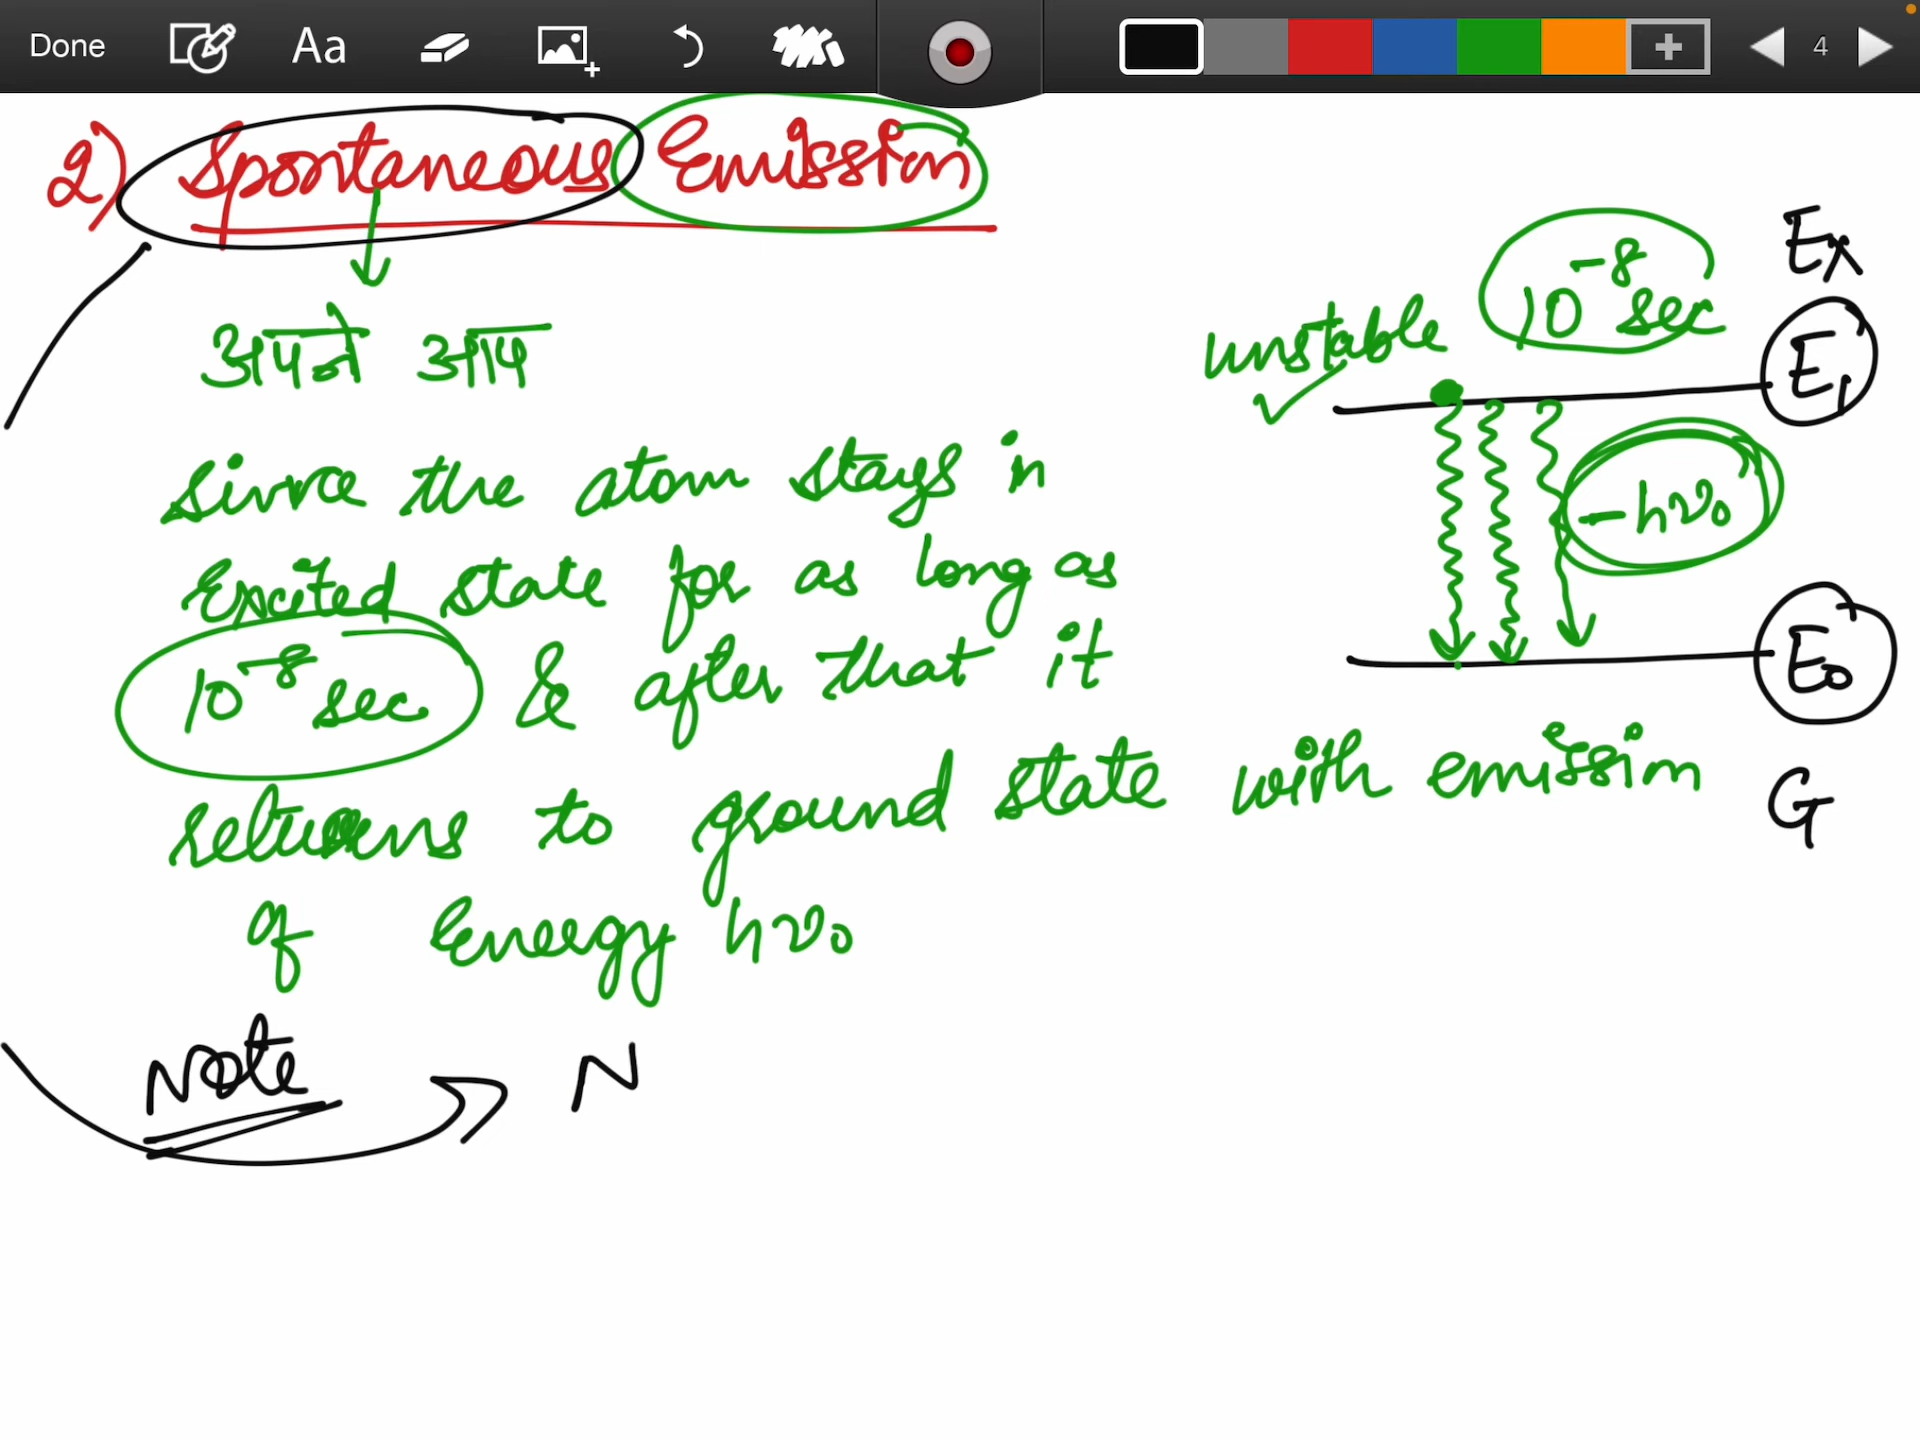 Done Aa 4
2) Spontaneous Emission
अपने आप
Since the atom stays in
Excited state for as long as
10⁻⁸ sec & after that it
returns to ground state with emission
of Energy hν₀
Note N
unstable 10⁻⁸ sec
Ex
E₁
-hν₀
E₀
G